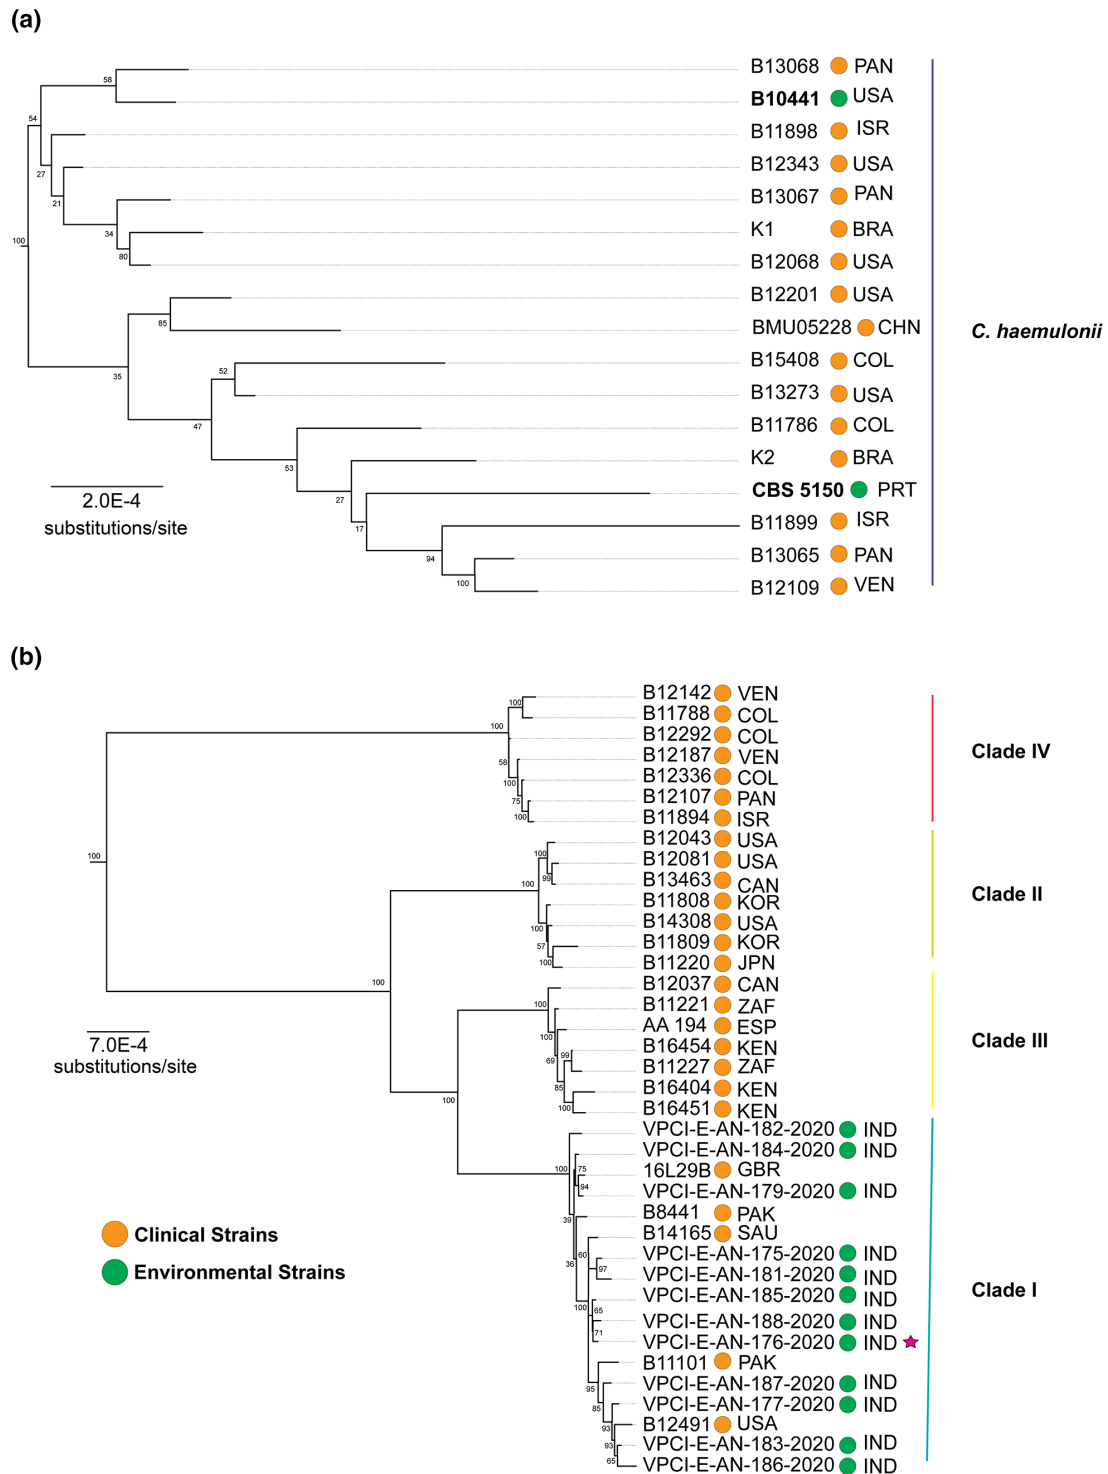 (a)
58
B13068 PAN
B10441 USA
54
B11898 ISR
27
B12343 USA
21
B13067 PAN
34
K1 BRA
80
B12068 USA
100
B12201 USA
85
BMU05228 CHN
C. haemulonii
35
52
B15408 COL
B13273 USA
47
B11786 COL
53
K2 BRA
27
CBS 5150 PRT
17
B11899 ISR
94
B13065 PAN
100
B12109 VEN
2.0E-4
substitutions/site
(b)
B12142 VEN
100
B11788 COL
100
B12292 COL
58
B12187 VEN
Clade IV
100
B12336 COL
75
B12107 PAN
100
B11894 ISR
B12043 USA
100
B12081 USA
99
100
B13463 CAN
100
B11808 KOR
Clade II
100
B14308 USA
57
B11809 KOR
100
B11220 JPN
100
B12037 CAN
100
B11221 ZAF
100
AA 194 ESP
Clade III
69
B16454 KEN
99
B11227 ZAF
85
B16404 KEN
100
B16451 KEN
100
7.0E-4
substitutions/site
VPCI-E-AN-182-2020 IND
VPCI-E-AN-184-2020 IND
100
75
16L29B GBR
94
VPCI-E-AN-179-2020 IND
39
B8441 PAK
B14165 SAU
60
36
VPCI-E-AN-175-2020 IND
97
VPCI-E-AN-181-2020 IND
100
VPCI-E-AN-185-2020 IND
Clade I
65
VPCI-E-AN-188-2020 IND
71
VPCI-E-AN-176-2020 IND
B11101 PAK
95
VPCI-E-AN-187-2020 IND
85
VPCI-E-AN-177-2020 IND
93
B12491 USA
93
VPCI-E-AN-183-2020 IND
65
VPCI-E-AN-186-2020 IND
Clinical Strains
Environmental Strains